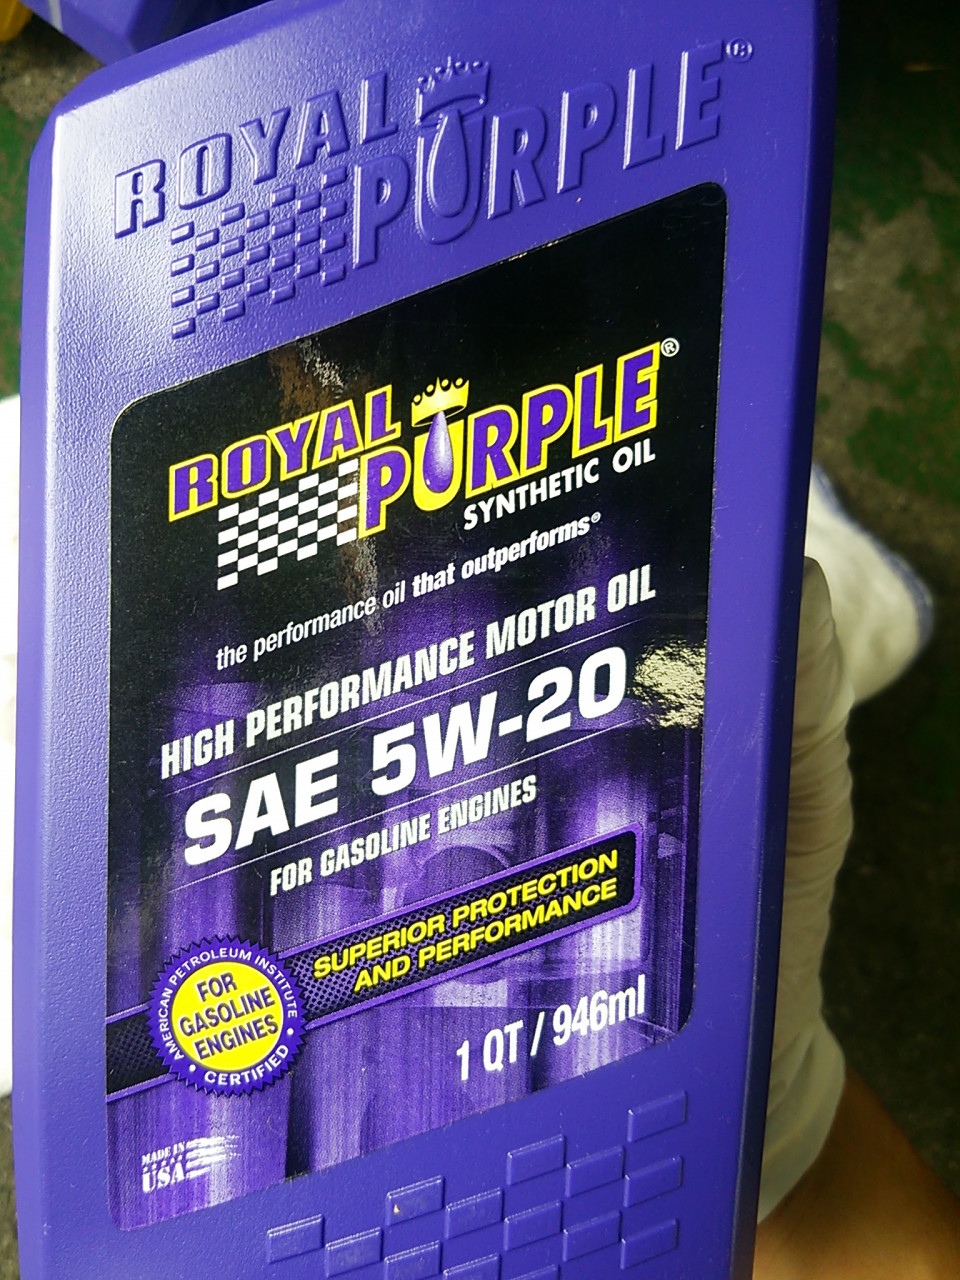 ROYAL PURPLE®
ROYAL PURPLE®
SYNTHETIC OIL
the performance oil that outperforms®
HIGH PERFORMANCE MOTOR OIL
SAE 5W-20
FOR GASOLINE ENGINES
SUPERIOR PROTECTION
AND PERFORMANCE
AMERICAN PETROLEUM INSTITUTE
FOR
GASOLINE
ENGINES
• CERTIFIED •
1 QT / 946ml
MADE IN
USA